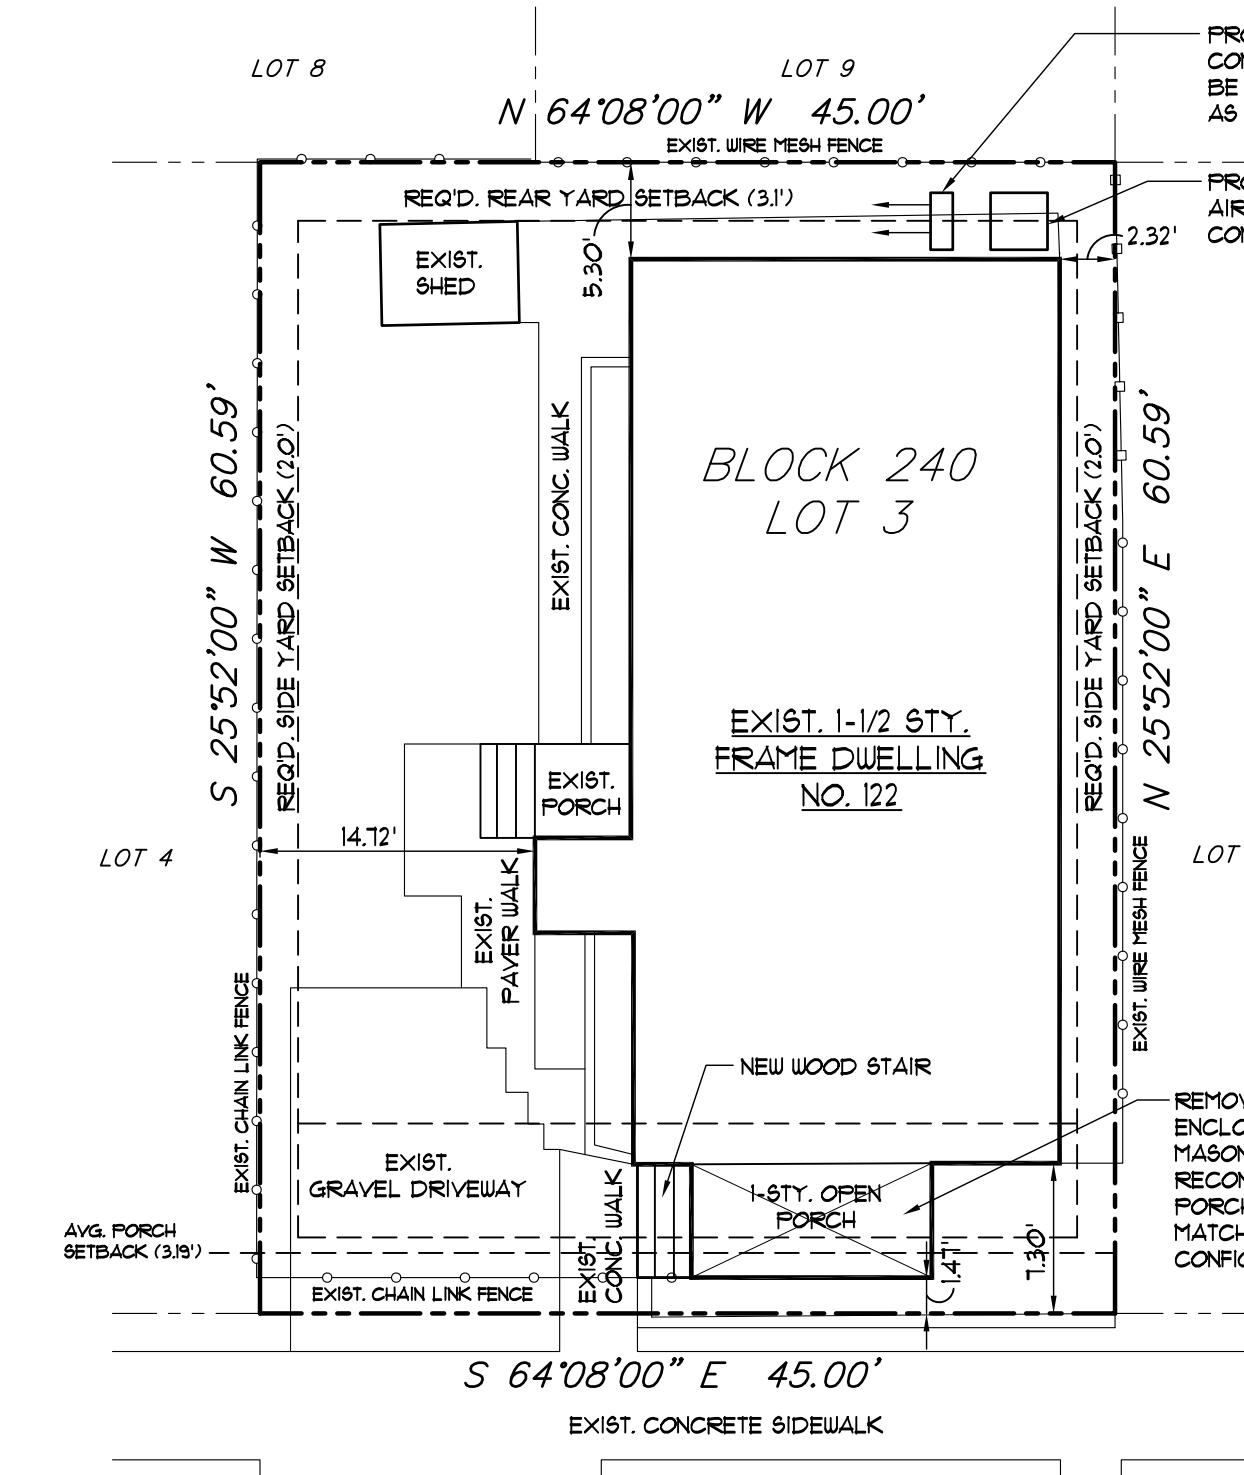 LOT 8
LOT 9
N 64°08'00" W 45.00'
EXIST. WIRE MESH FENCE
REQ'D. REAR YARD SETBACK (3.1')
BE
AS
2.32'
5.30'
EXIST.
SHED
S 25°52'00" W 60.59'
REQ'D. SIDE YARD SETBACK (2.0')
EXIST. CONC. WALK
BLOCK 240
LOT 3
REQ'D. SIDE YARD SETBACK (2.0')
N 25°52'00" E 60.59'
EXIST. 1-1/2 STY.
FRAME DWELLING
NO. 122
EXIST.
PORCH
14.72'
LOT 4
LOT
EXIST.
PAVER WALK
EXIST. CHAIN LINK FENCE
EXIST. WIRE MESH FENCE
NEW WOOD STAIR
EXIST.
GRAVEL DRIVEWAY
EXIST.
CONC. WALK
1-STY. OPEN
PORCH
AVG. PORCH
SETBACK (3.19')
1.47'
7.30'
EXIST. CHAIN LINK FENCE
S 64°08'00" E 45.00'
EXIST. CONCRETE SIDEWALK